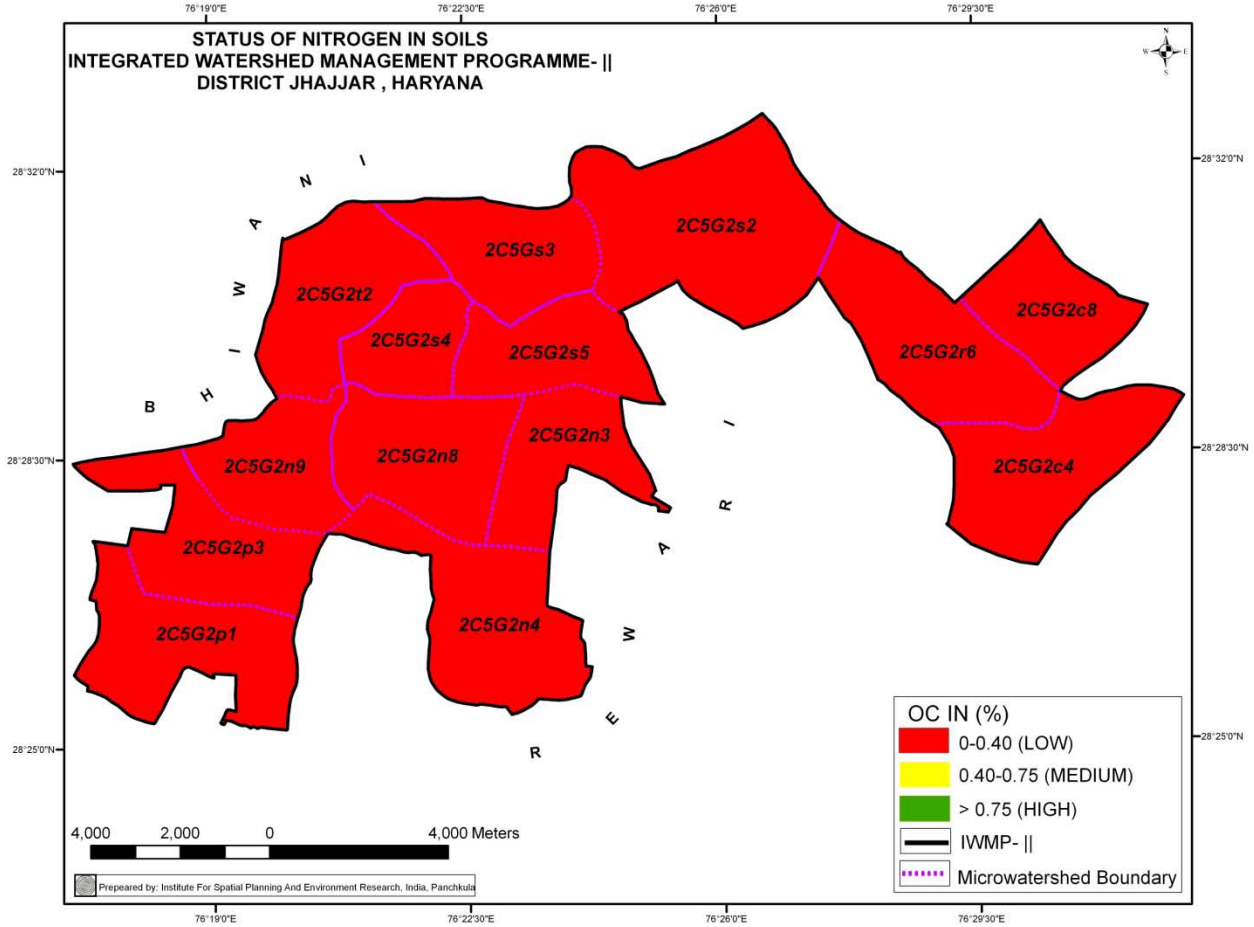 76°19'0"E 76°22'30"E 76°26'0"E 76°29'30"E
STATUS OF NITROGEN IN SOILS
INTEGRATED WATERSHED MANAGEMENT PROGRAMME- ||
DISTRICT JHAJJAR , HARYANA
N
W E
S
28°32'0"N 28°32'0"N
BHIWANI
2C5G2s2
2C5Gs3
2C5G2t2
2C5G2c8
2C5G2s4
2C5G2s5
2C5G2r6
2C5G2n3
2C5G2n8
2C5G2n9
2C5G2c4
28°28'30"N 28°28'30"N
REWARI
2C5G2p3
2C5G2n4
2C5G2p1
28°25'0"N 28°25'0"N
OC IN (%)
0-0.40 (LOW)
0.40-0.75 (MEDIUM)
> 0.75 (HIGH)
IWMP- ||
Microwatershed Boundary
4,000 2,000 0 4,000 Meters
Prepeared by: Institute For Spatial Planning And Environment Research, India, Panchkula
76°19'0"E 76°22'30"E 76°26'0"E 76°29'30"E